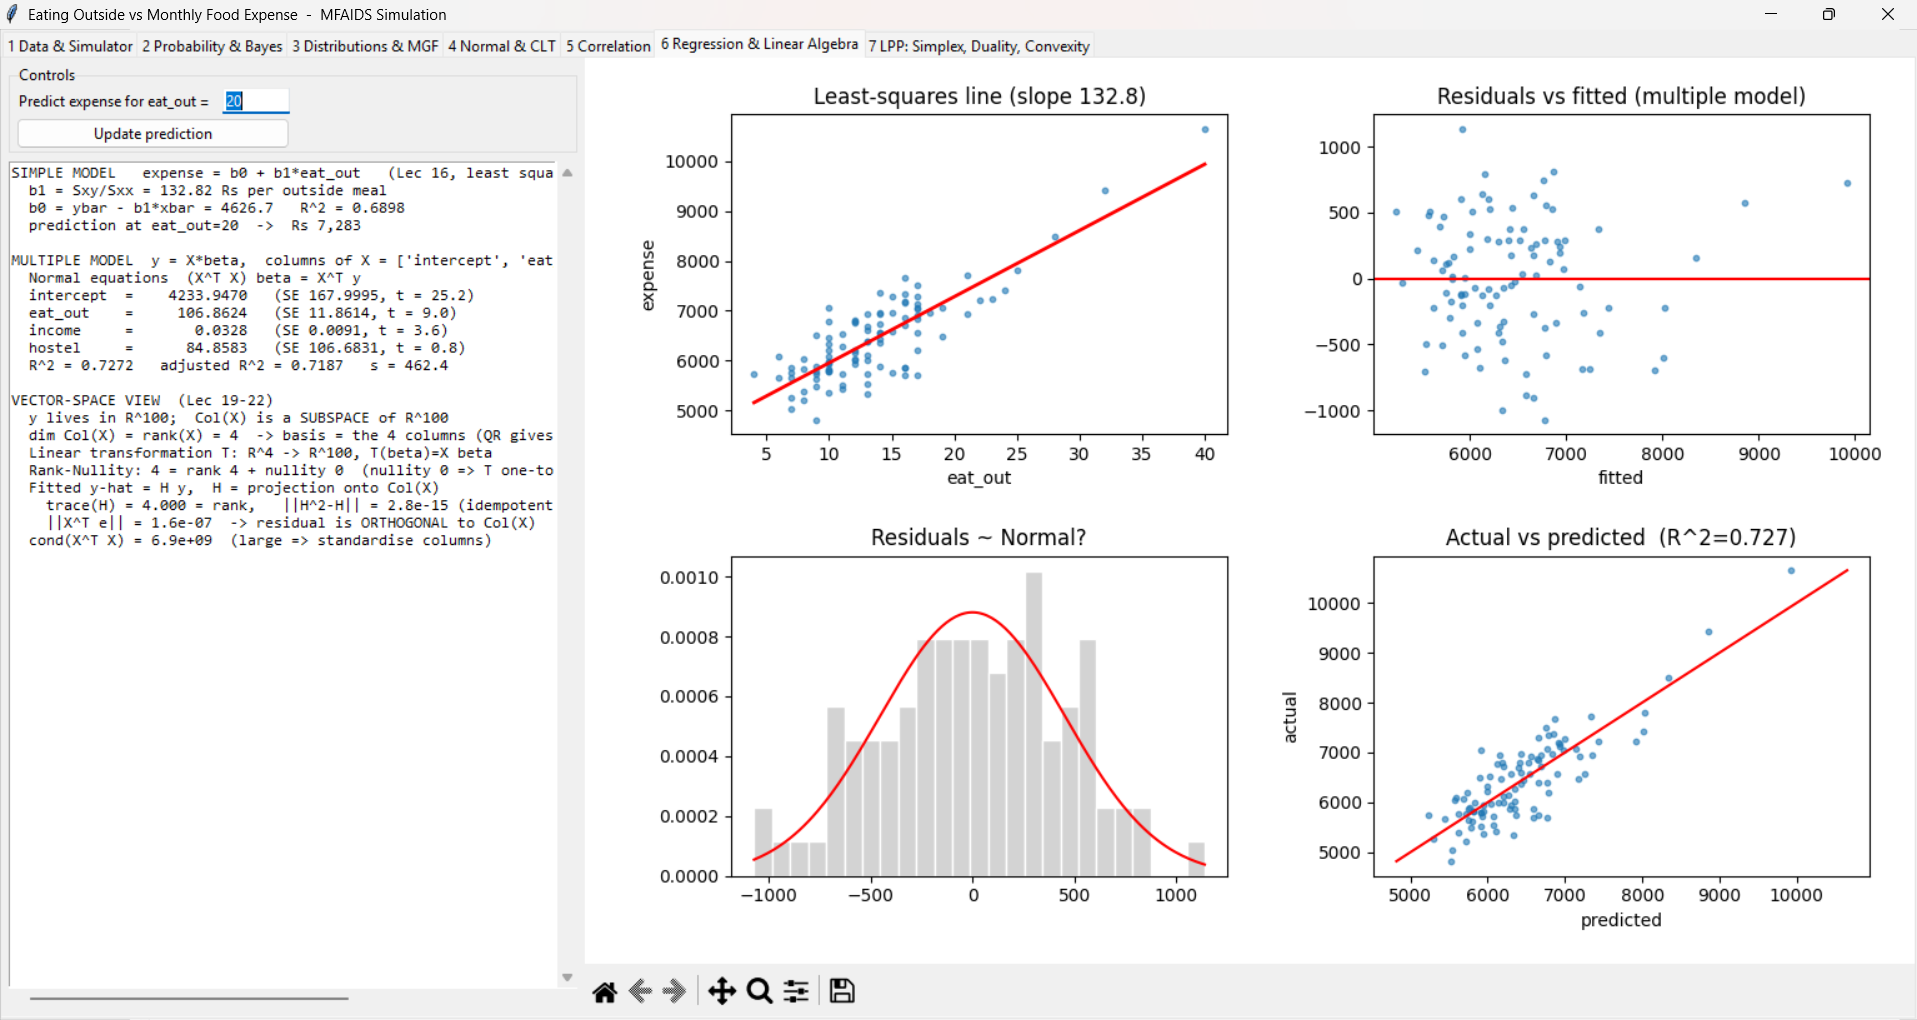 Eating Outside vs Monthly Food Expense - MFAIDS Simulation
1 Data & Simulator 2 Probability & Bayes 3 Distributions & MGF 4 Normal & CLT 5 Correlation 6 Regression & Linear Algebra 7 LPP: Simplex, Duality, Convexity
Controls
Predict expense for eat_out = 20
Update prediction
SIMPLE MODEL expense = b0 + b1*eat_out (Lec 16, least squa
b1 = Sxy/Sxx = 132.82 Rs per outside meal
b0 = ybar - b1*xbar = 4626.7 R^2 = 0.6898
prediction at eat_out=20 -> Rs 7,283
MULTIPLE MODEL y = X*beta, columns of X = ['intercept', 'eat
Normal equations (X^T X) beta = X^T y
intercept = 4233.9470 (SE 167.9995, t = 25.2)
eat_out = 106.8624 (SE 11.8614, t = 9.0)
income = 0.0328 (SE 0.0091, t = 3.6)
hostel = 84.8583 (SE 106.6831, t = 0.8)
R^2 = 0.7272 adjusted R^2 = 0.7187 s = 462.4
VECTOR-SPACE VIEW (Lec 19-22)
y lives in R^100; Col(X) is a SUBSPACE of R^100
dim Col(X) = rank(X) = 4 -> basis = the 4 columns (QR gives
Linear transformation T: R^4 -> R^100, T(beta)=X beta
Rank-Nullity: 4 = rank 4 + nullity 0 (nullity 0 => T one-to
Fitted y-hat = H y, H = projection onto Col(X)
trace(H) = 4.000 = rank, ||H^2-H|| = 2.8e-15 (idempotent
||X^T e|| = 1.6e-07 -> residual is ORTHOGONAL to Col(X)
cond(X^T X) = 6.9e+09 (large => standardise columns)
Least-squares line (slope 132.8)
expense
10000
9000
8000
7000
6000
5000
5 10 15 20 25 30 35 40
eat_out
Residuals vs fitted (multiple model)
1000
500
0
−500
−1000
6000 7000 8000 9000 10000
fitted
Residuals ~ Normal?
0.0010
0.0008
0.0006
0.0004
0.0002
0.0000
−1000 −500 0 500 1000
Actual vs predicted (R^2=0.727)
actual
10000
9000
8000
7000
6000
5000
5000 6000 7000 8000 9000 10000
predicted